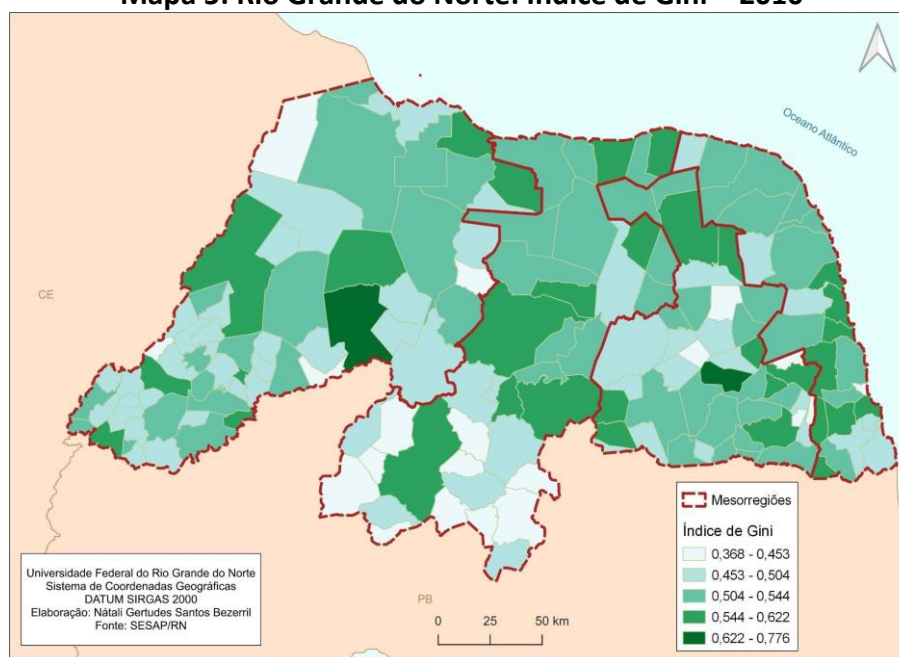 Mapa 3: Rio Grande do Norte: Índice de Gini – 2010
Oceano Atlântico
CE
PB
Mesorregiões
Índice de Gini
0,368 - 0,453
0,453 - 0,504
0,504 - 0,544
0,544 - 0,622
0,622 - 0,776
Universidade Federal do Rio Grande do Norte
Sistema de Coordenadas Geográficas
DATUM SIRGAS 2000
Elaboração: Nátali Gertudes Santos Bezerril
Fonte: SESAP/RN
0 25 50 km